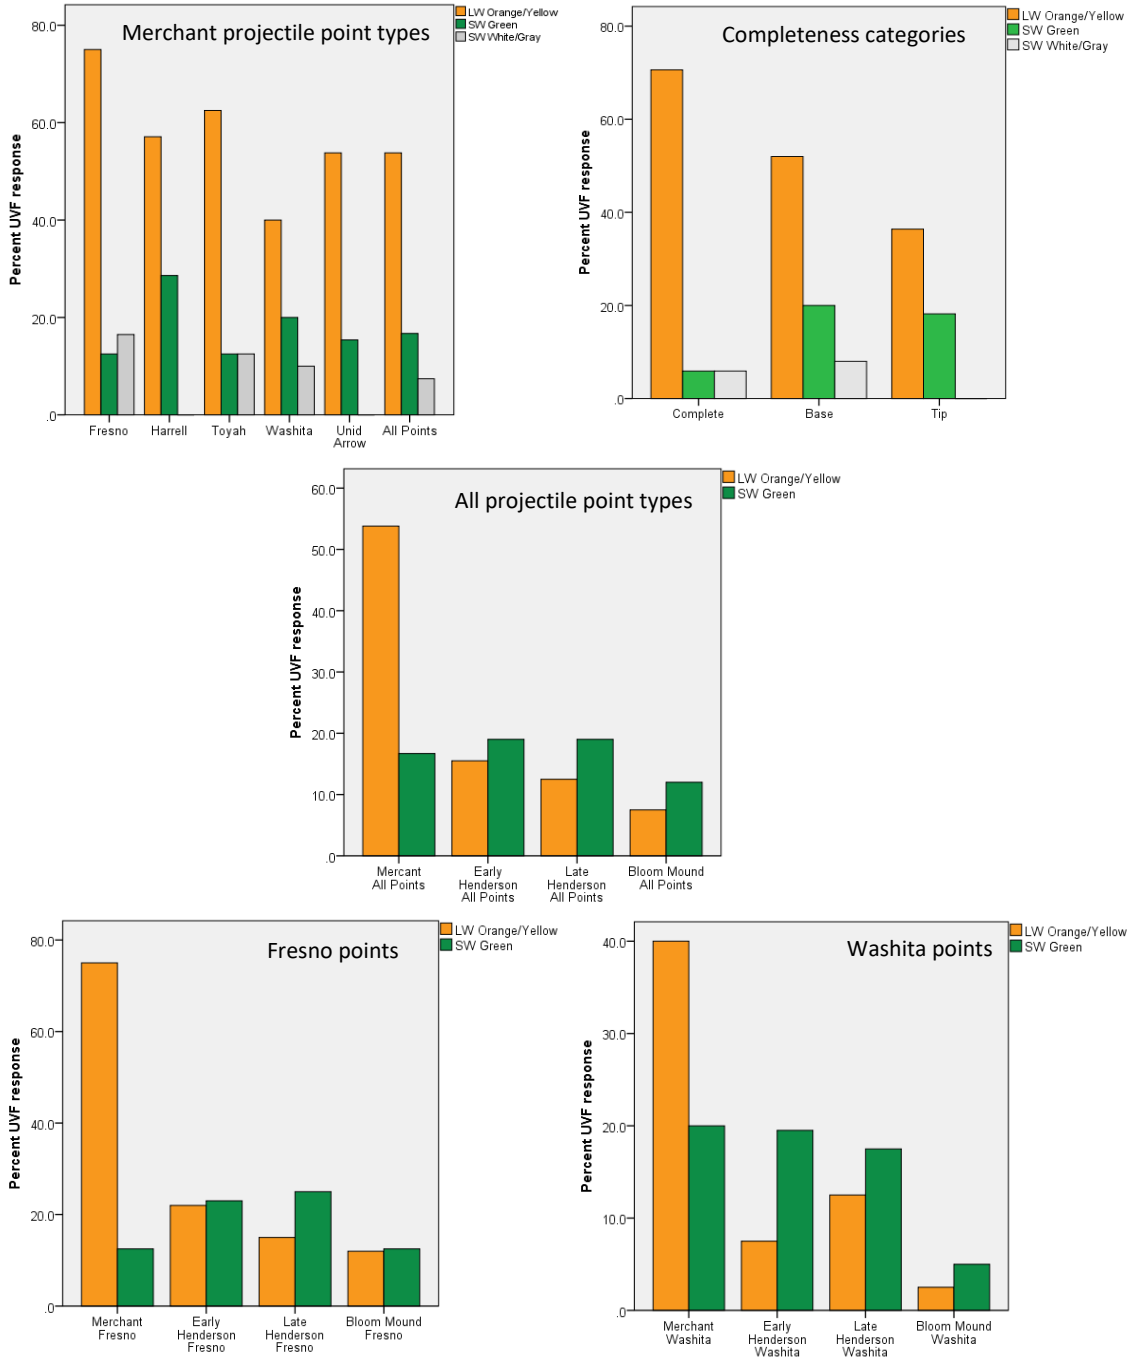 Merchant projectile point types
LW Orange/Yellow
SW Green
SW White/Gray
Percent UVF response
80.0
60.0
40.0
20.0
.0
Fresno
Harrell
Toyah
Washita
Unid
Arrow
All Points
Completeness categories
LW Orange/Yellow
SW Green
SW White/Gray
Percent UVF response
80.0
60.0
40.0
20.0
.0
Complete
Base
Tip
All projectile point types
LW Orange/Yellow
SW Green
Percent UVF response
60.0
50.0
40.0
30.0
20.0
10.0
.0
Mercant
All Points
Early
Henderson
All Points
Late
Henderson
All Points
Bloom Mound
All Points
Fresno points
LW Orange/Yellow
SW Green
Percent UVF response
80.0
60.0
40.0
20.0
.0
Merchant
Fresno
Early
Henderson
Fresno
Late
Henderson
Fresno
Bloom Mound
Fresno
Washita points
LW Orange/Yellow
SW Green
Percent UVF response
40.0
30.0
20.0
10.0
.0
Merchant
Washita
Early
Henderson
Washita
Late
Henderson
Washita
Bloom Mound
Washita